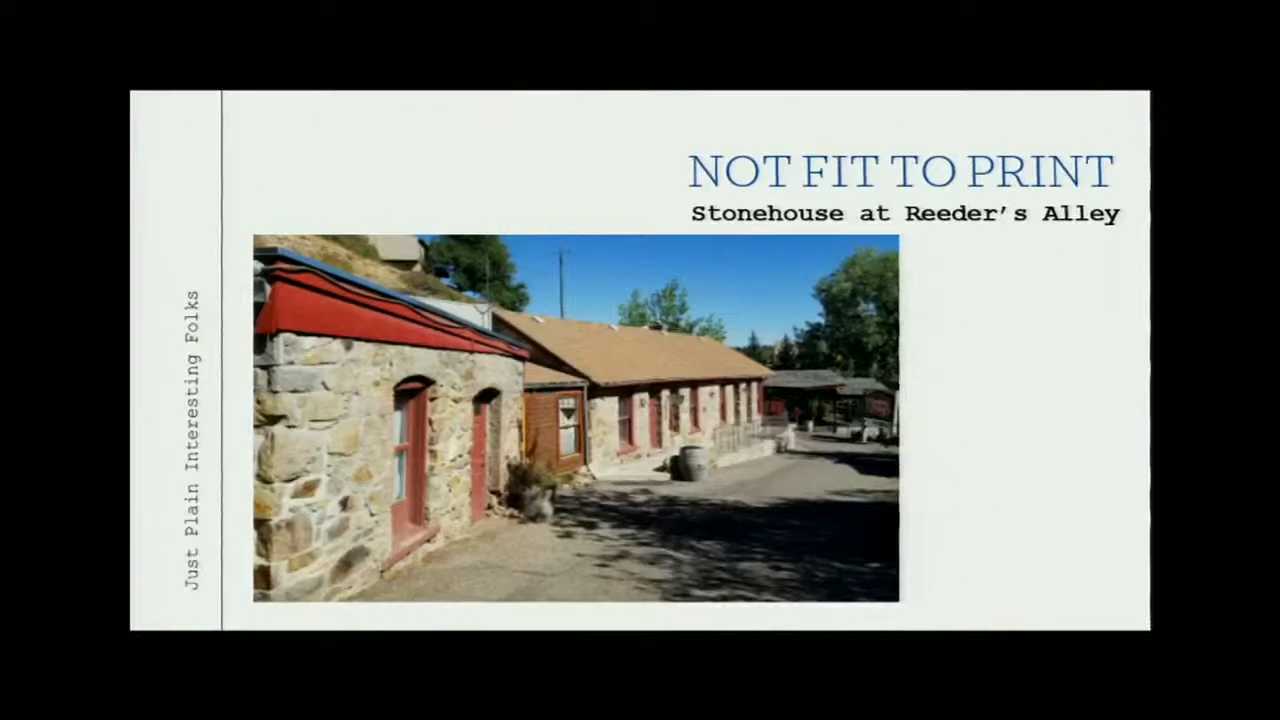 NOT FIT TO PRINT
Stonehouse at Reeder's Alley
Just Plain Interesting Folks